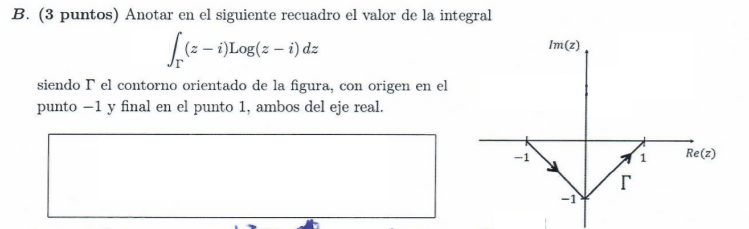 B. (3 puntos) Anotar en el siguiente recuadro el valor de la integral
∫_Γ (z − i)Log(z − i) dz
siendo Γ el contorno orientado de la figura, con origen en el
punto −1 y final en el punto 1, ambos del eje real.
Im(z)
−1
1
Re(z)
Γ
−1